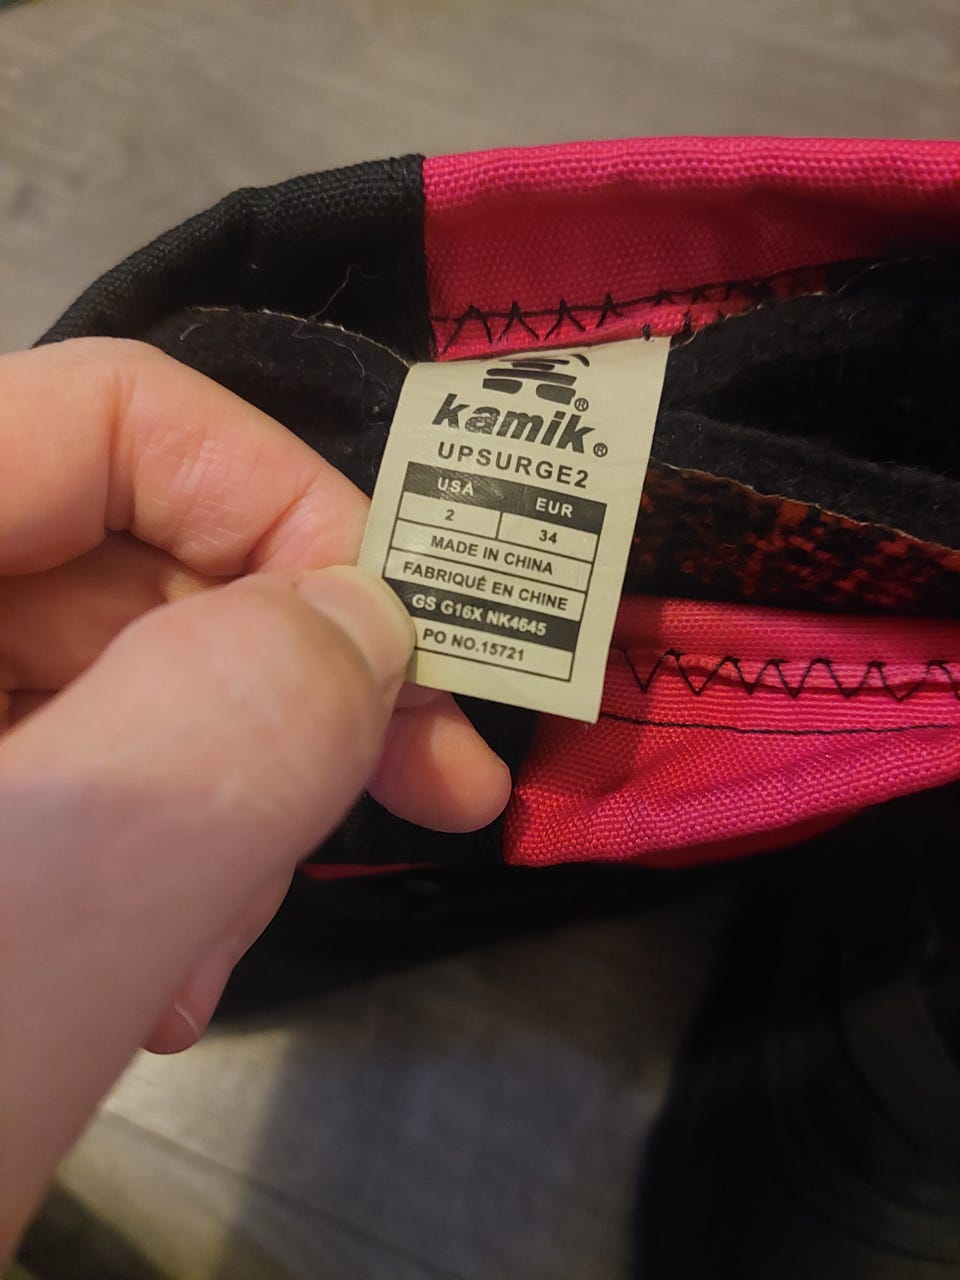 ®
kamik®
UPSURGE2
USA EUR
2 34
MADE IN CHINA
FABRIQUÉ EN CHINE
GS G16X NK4645
PO NO.15721